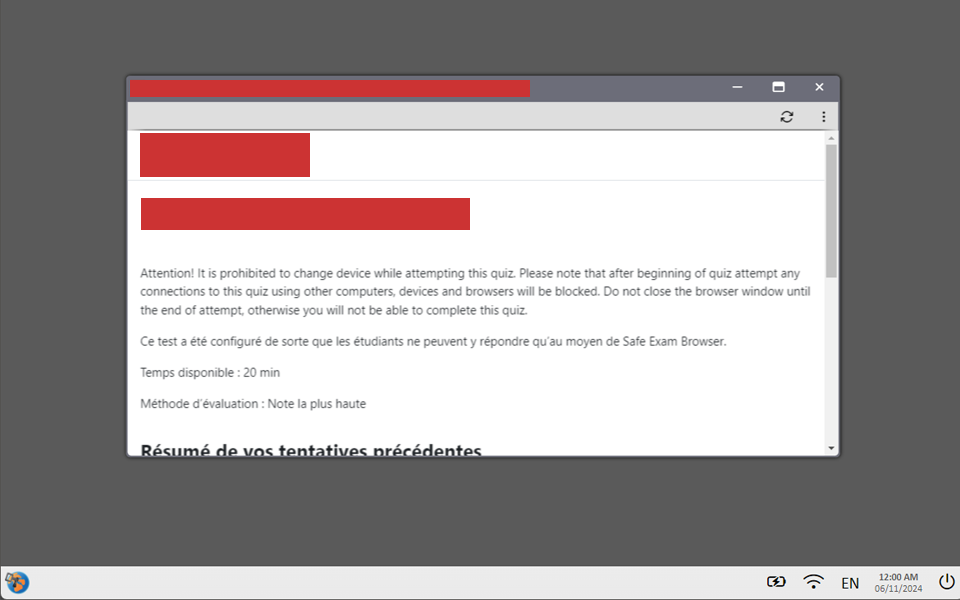 Attention! It is prohibited to change device while attempting this quiz. Please note that after beginning of quiz attempt any
connections to this quiz using other computers, devices and browsers will be blocked. Do not close the browser window until
the end of attempt, otherwise you will not be able to complete this quiz.
Ce test a été configuré de sorte que les étudiants ne peuvent y répondre qu'au moyen de Safe Exam Browser.
Temps disponible : 20 min
Méthode d'évaluation : Note la plus haute
Résumé de vos tentatives précédentes
EN
12:00 AM
06/11/2024